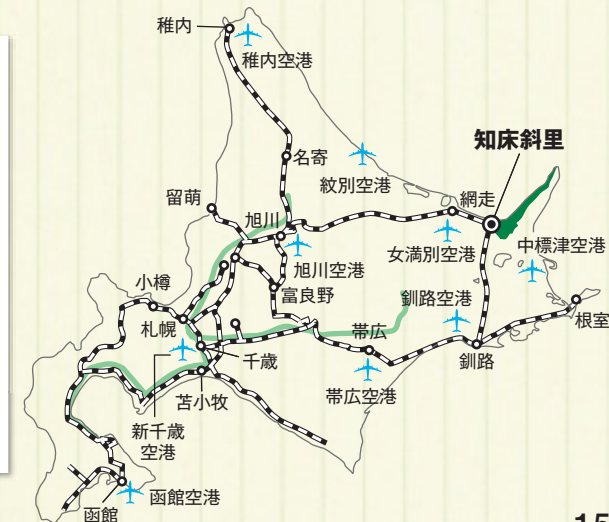 稚内
稚内空港
名寄
知床斜里
紋別空港
留萌
網走
旭川
女満別空港
中標津空港
旭川空港
小樽
富良野
釧路空港
札幌
帯広
根室
千歳
釧路
苫小牧
帯広空港
新千歳
空港
函館空港
函館